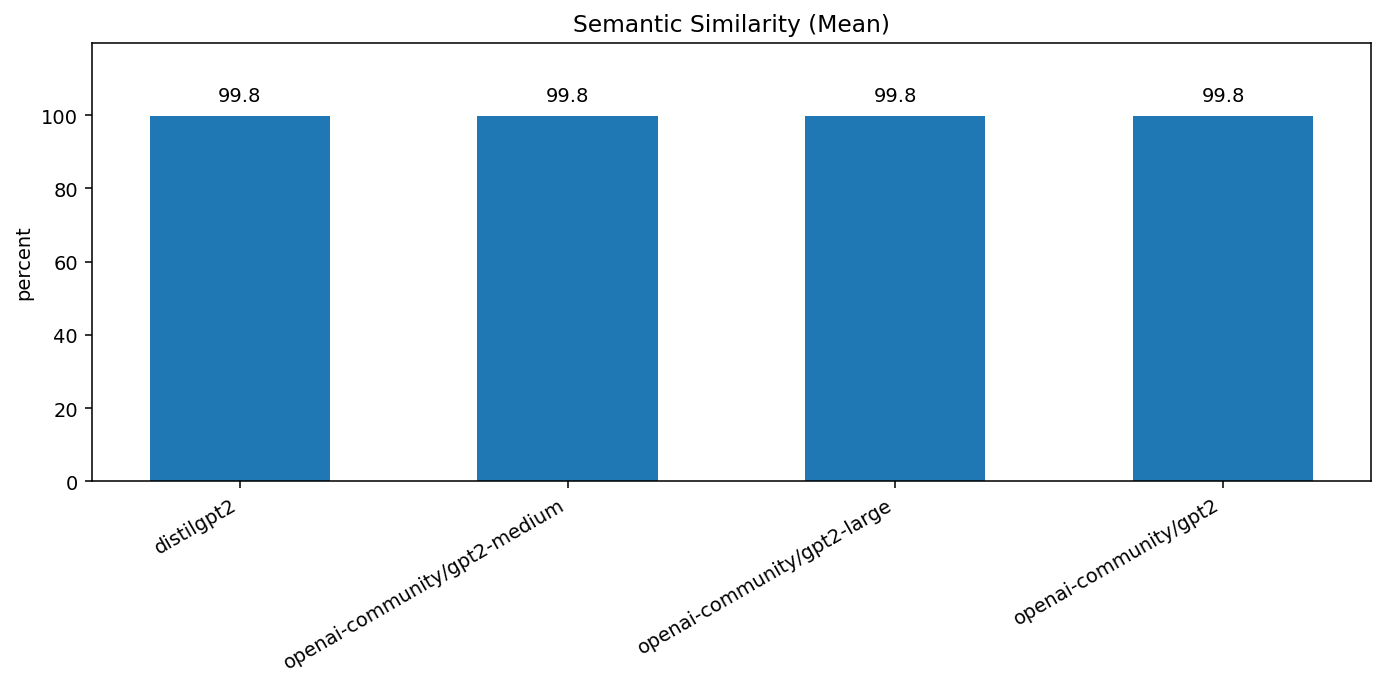 Semantic Similarity (Mean)
99.8 99.8 99.8 99.8
100
80
60
40
20
0
percent
distilgpt2
openai-community/gpt2-medium
openai-community/gpt2-large
openai-community/gpt2